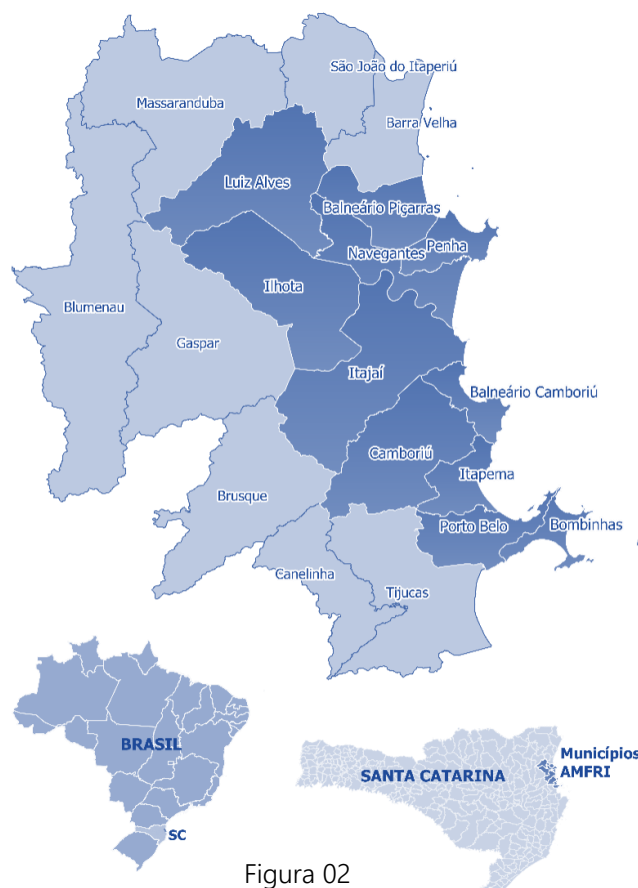 São João do Itaperiú
Massaranduba
Barra Velha
Luiz Alves
Balneário Piçarras
Penha
Navegantes
Ilhota
Blumenau
Gaspar
Itajaí
Balneário Camboriú
Camboriú
Itapema
Brusque
Porto Belo
Bombinhas
Canelinha
Tijucas
BRASIL
SC
SANTA CATARINA
Municípios
AMFRI
Figura 02